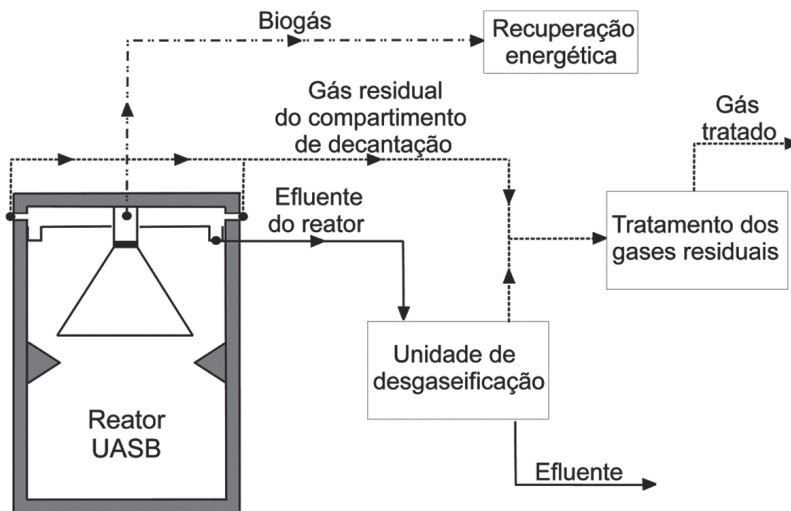 Biogás
Recuperação
energética
Gás residual
do compartimento
de decantação
Gás
tratado
Efluente
do reator
Tratamento dos
gases residuais
Unidade de
desgaseificação
Reator
UASB
Efluente